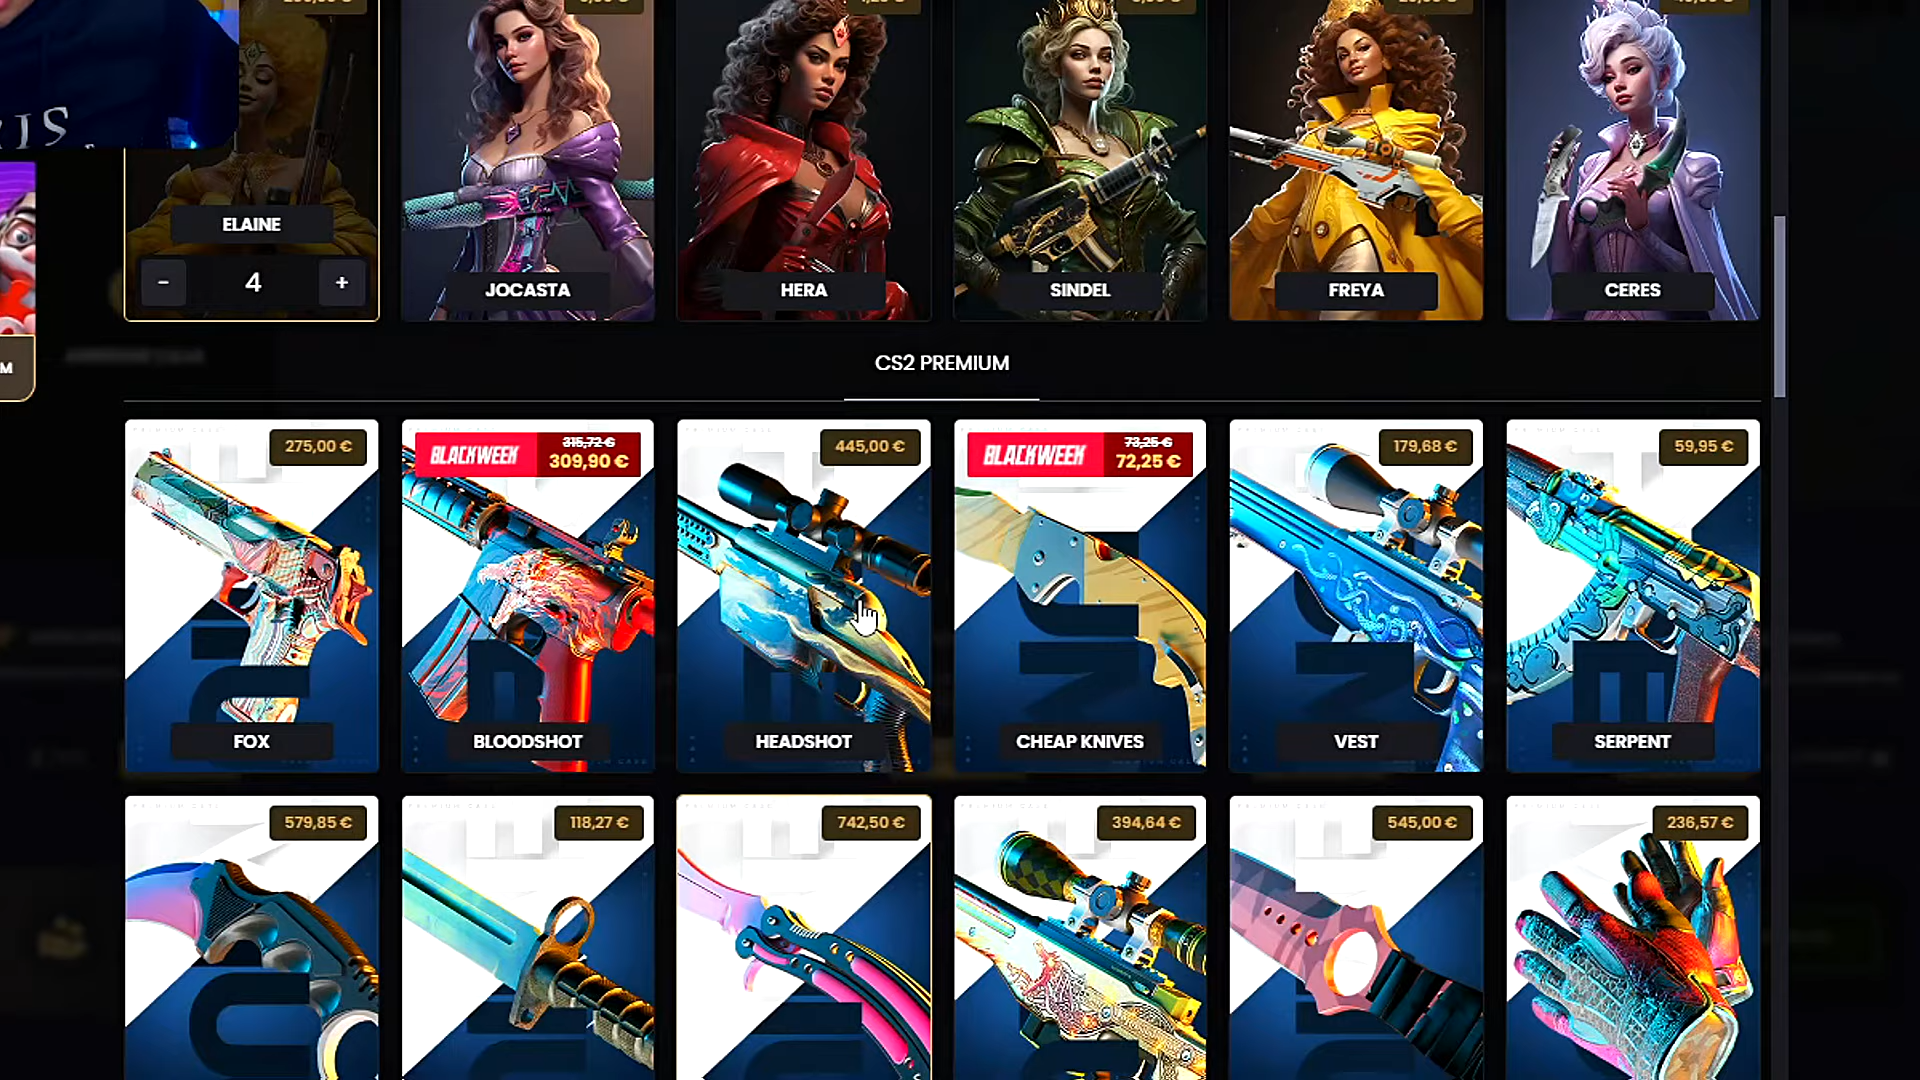 RIS
ELAINE
- 4 +
JOCASTA
HERA
SINDEL
FREYA
CERES
M
CS2 PREMIUM
275,00 €
BLACKWEEK
315,72 €
309,90 €
445,00 €
BLACKWEEK
73,25 €
72,25 €
179,68 €
59,95 €
FOX
BLOODSHOT
HEADSHOT
CHEAP KNIVES
VEST
SERPENT
579,85 €
118,27 €
742,50 €
394,64 €
545,00 €
236,57 €